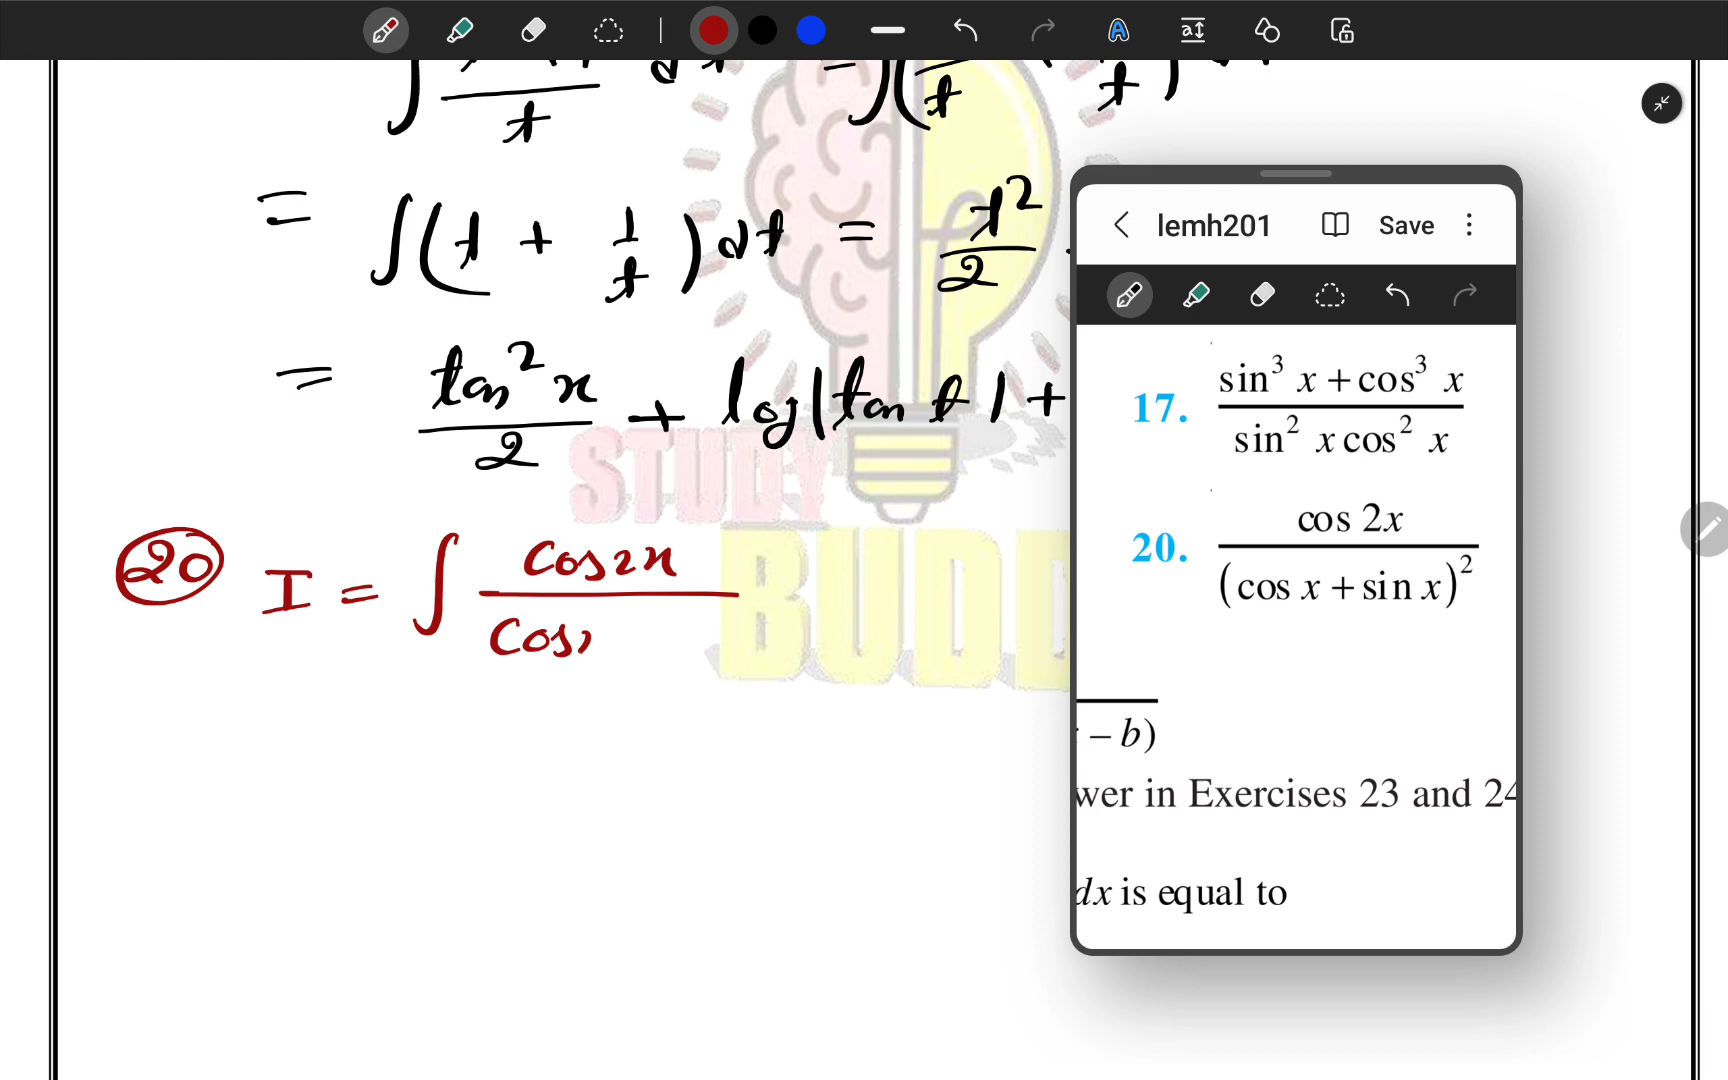 = ∫(t + 1/t)dt = t²/2
= tan²x/2 + log|tan t| +
STUDY
BUDD
20 I = ∫ cos2x / cos
lemh201 Save
17. sin³ x + cos³ x / sin² x cos² x
20. cos 2x / (cos x + sin x)²
– b)
wer in Exercises 23 and 24
dx is equal to